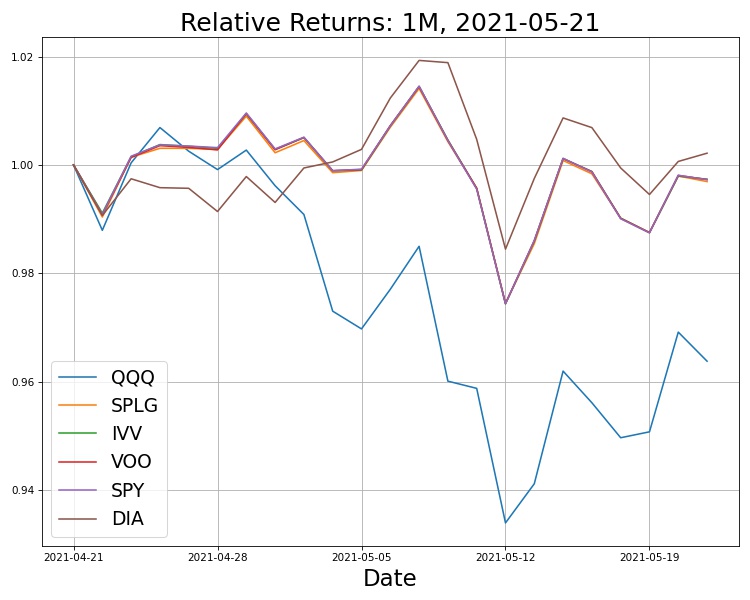 Relative Returns: 1M, 2021-05-21
1.02
1.00
0.98
0.96
0.94
QQQ
SPLG
IVV
VOO
SPY
DIA
2021-04-21 2021-04-28 2021-05-05 2021-05-12 2021-05-19
Date